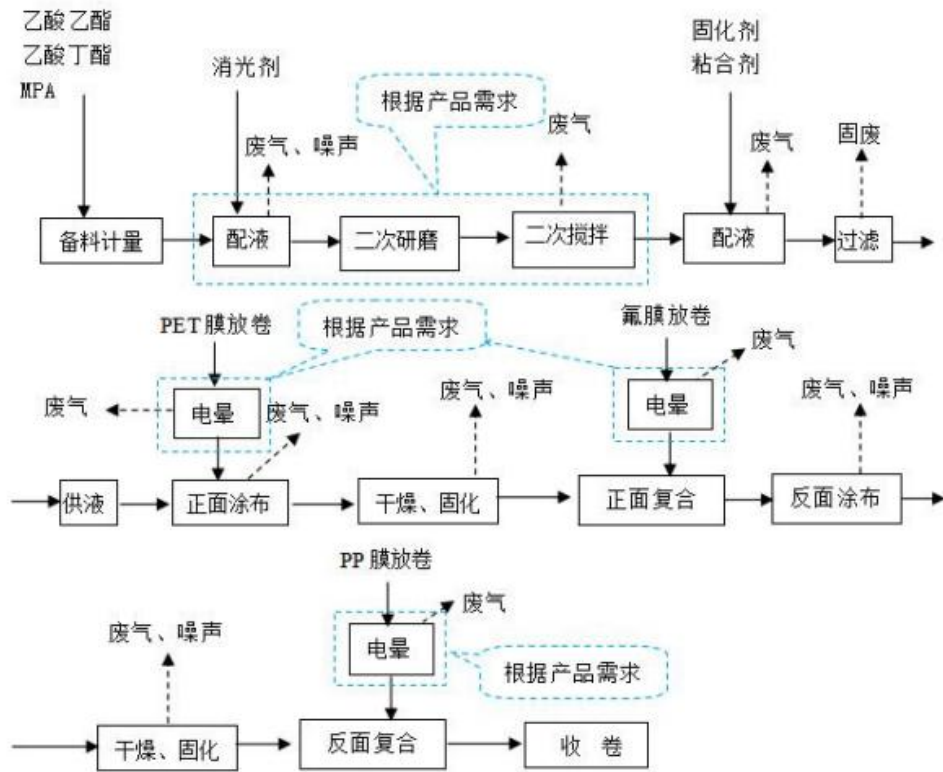 乙酸乙酯
乙酸丁酯
MPA
消光剂
根据产品需求
固化剂
粘合剂
废气、噪声
废气
废气
固废
备料计量
配液
二次研磨
二次搅拌
配液
过滤
PET膜放卷
根据产品需求
氟膜放卷
废气
废气
电晕
废气、噪声
废气、噪声
电晕
废气、噪声
供液
正面涂布
干燥、固化
正面复合
反面涂布
PP膜放卷
废气
废气、噪声
电晕
根据产品需求
干燥、固化
反面复合
收 卷